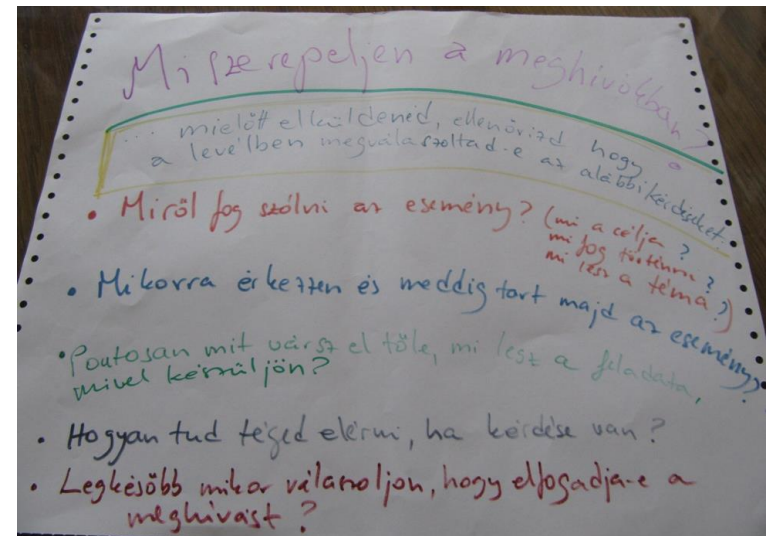 Mi szerepeljen a meghívóban?
... mielőtt elküldenéd, ellenőrizd hogy
a levélben megválaszoltad-e az alábbi kérdéseket.
• Miről fog szólni az esemény? (mi a célja?
mi fog történni?
mi lesz a téma?)
• Mikorra érkezzen és meddig tart majd az esemény?
• Pontosan mit vársz el tőle, mi lesz a feladata,
mivel készüljön?
• Hogyan tud téged elérni, ha kérdése van?
• Legkésőbb mikor válaszoljon, hogy elfogadja-e a
meghívást?